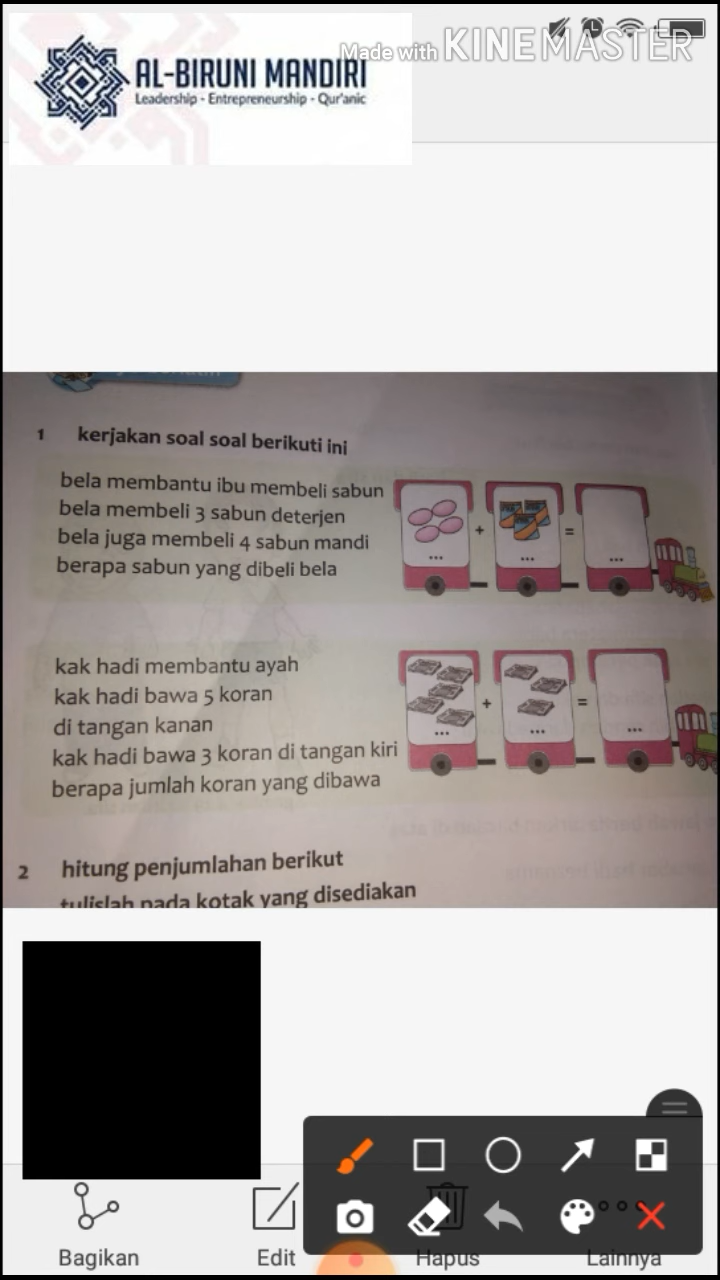 Made with KINEMASTER
AL-BIRUNI MANDIRI
Leadership - Entrepreneurship - Qur'anic
1 kerjakan soal soal berikuti ini
bela membantu ibu membeli sabun
bela membeli 3 sabun deterjen
bela juga membeli 4 sabun mandi
berapa sabun yang dibeli bela
+ =
... ... ...
kak hadi membantu ayah
kak hadi bawa 5 koran
di tangan kanan
kak hadi bawa 3 koran di tangan kiri
berapa jumlah koran yang dibawa
+ =
... ... ...
2 hitung penjumlahan berikut
tulislah pada kotak yang disediakan
Bagikan
Edit
Hapus
Lainnya